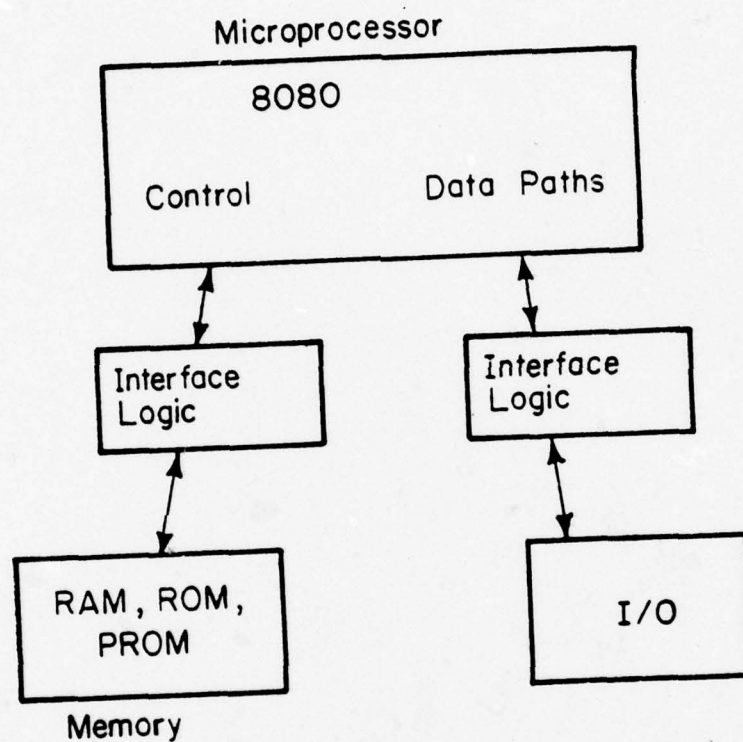 Microprocessor
8080
Control
Data Paths
Interface
Logic
Interface
Logic
RAM, ROM,
PROM
I/O
Memory